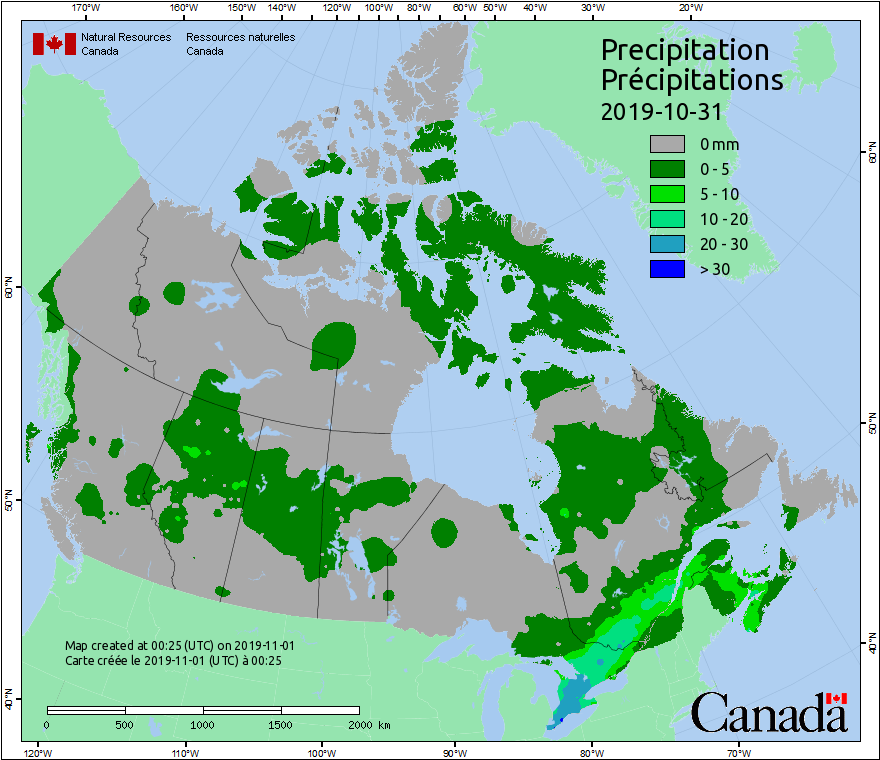 170°W 160°W 150°W 140°W 120°W 100°W 80°W 60°W 50°W 40°W 30°W 20°W
Natural Resources Ressources naturelles
Canada Canada
Precipitation
Précipitations
2019-10-31
0 mm
0 - 5
5 - 10
10 - 20
20 - 30
> 30
60°N
60°N
50°N
50°N
40°N
40°N
Map created at 00:25 (UTC) on 2019-11-01
Carte créée le 2019-11-01 (UTC) à 00:25
0 500 1000 1500 2000 km
Canada
120°W 110°W 100°W 90°W 80°W 70°W